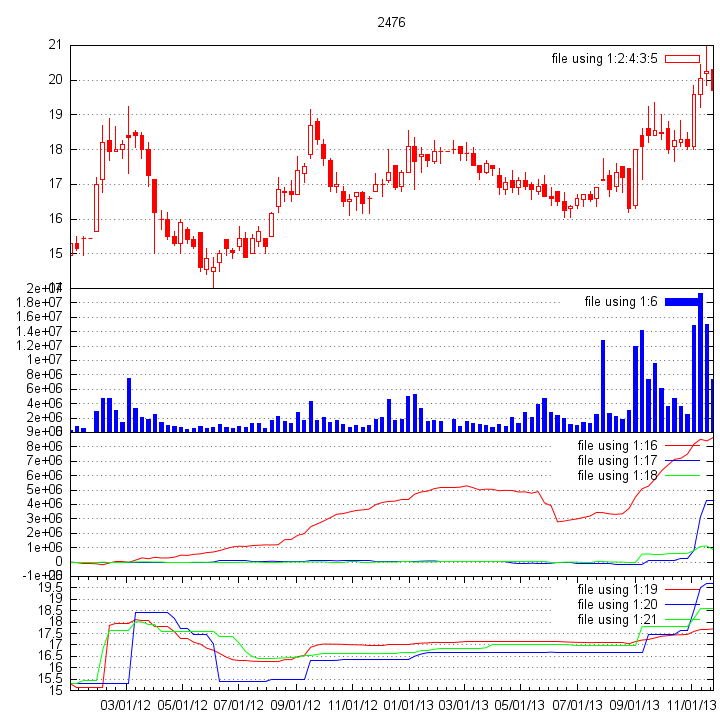 2476
21
file using 1:2:4:3:5
20
19
18
17
16
15
14
2e+07
file using 1:6
1.8e+07
1.6e+07
1.4e+07
1.2e+07
1e+07
8e+06
6e+06
4e+06
2e+06
0
9e+06
8e+06
file using 1:16
7e+06
file using 1:17
6e+06
file using 1:18
5e+06
4e+06
3e+06
2e+06
1e+06
0
-1e+06
20
19.5
file using 1:19
19
file using 1:20
18.5
file using 1:21
18
17.5
17
16.5
16
15.5
15
03/01/12 05/01/12 07/01/12 09/01/12 11/01/12 01/01/13 03/01/13 05/01/13 07/01/13 09/01/13 11/01/13